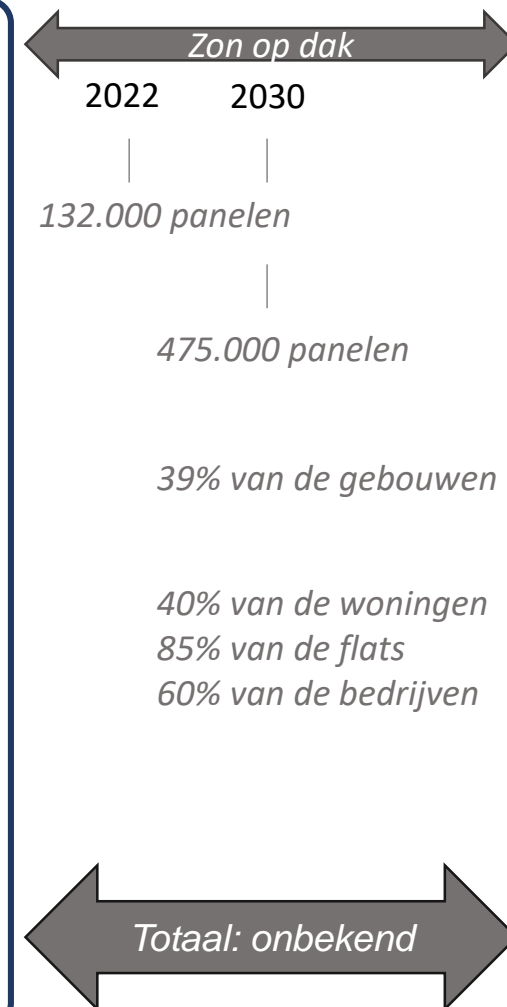 Zon op dak
2022 2030
132.000 panelen
475.000 panelen
39% van de gebouwen
40% van de woningen
85% van de flats
60% van de bedrijven
Totaal: onbekend